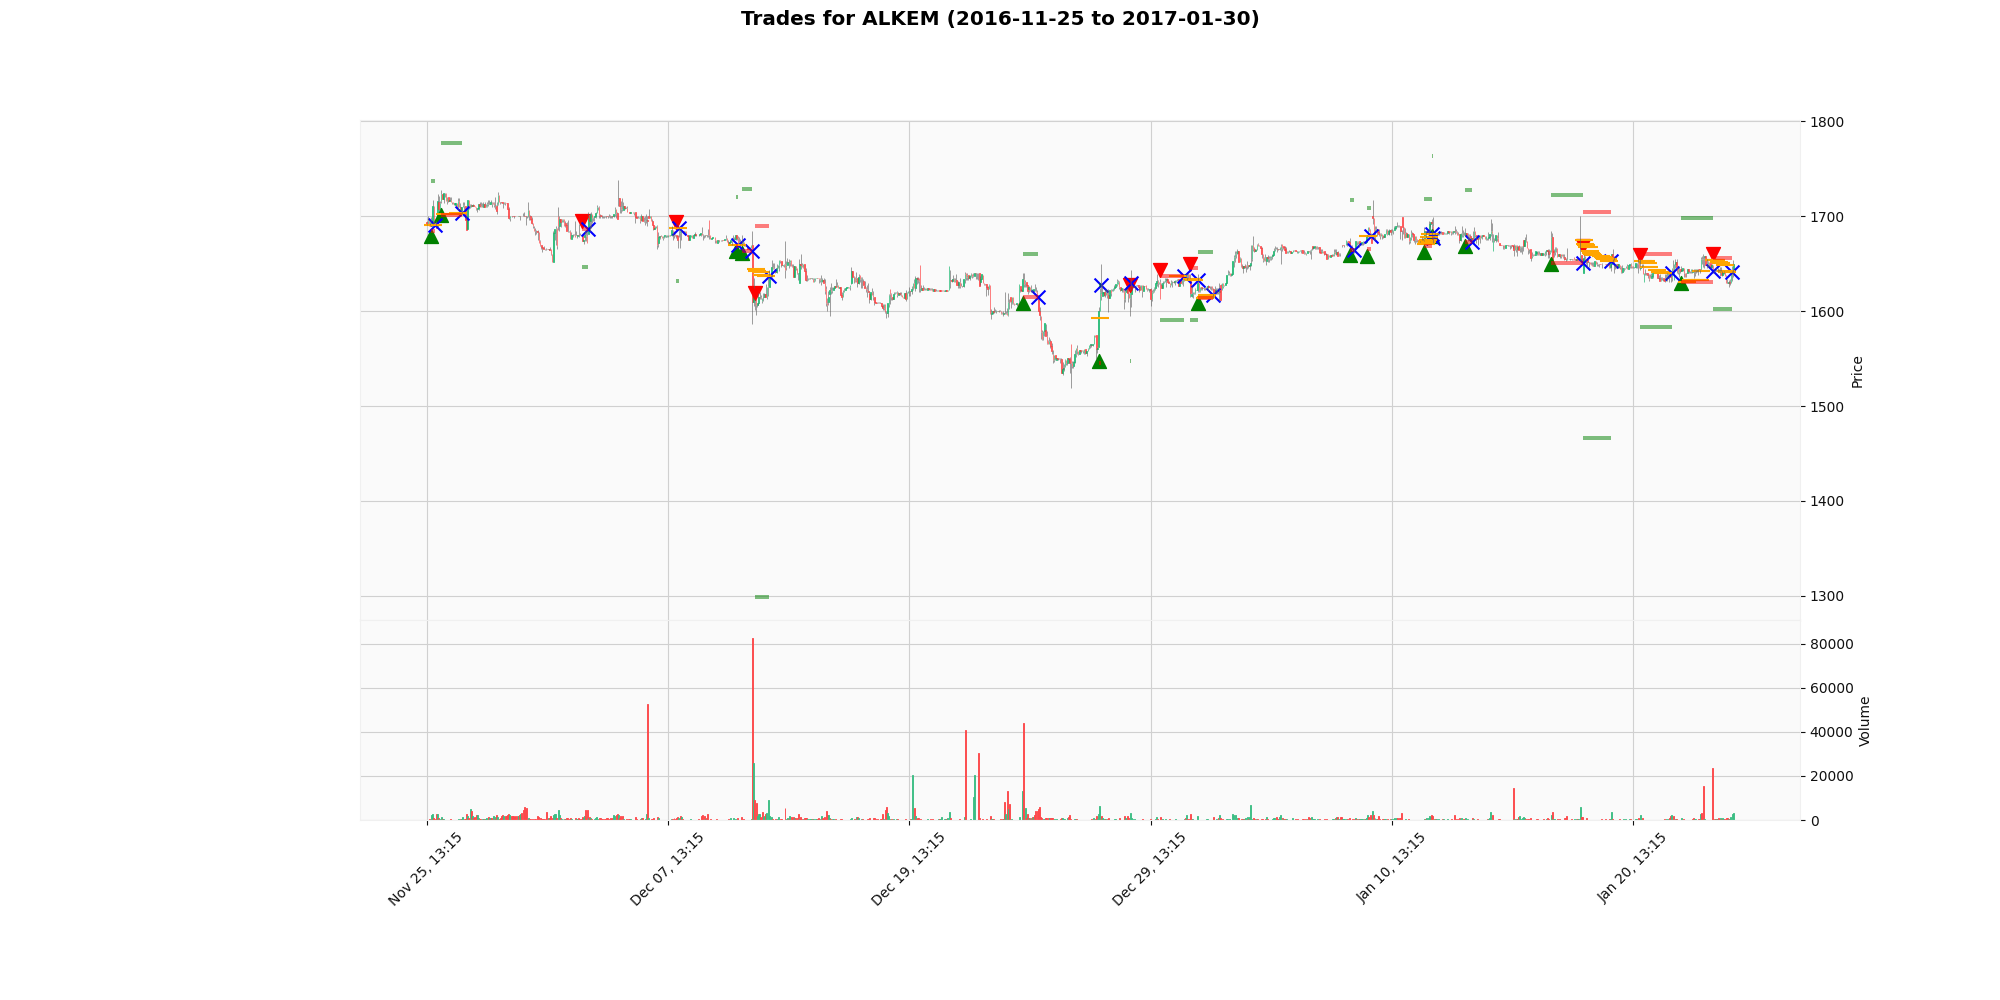 Trades for ALKEM (2016-11-25 to 2017-01-30)
1800
1700
1600
1500
1400
1300
Price
80000
60000
40000
20000
0
Volume
Nov 25, 13:15
Dec 07, 13:15
Dec 19, 13:15
Dec 29, 13:15
Jan 10, 13:15
Jan 20, 13:15